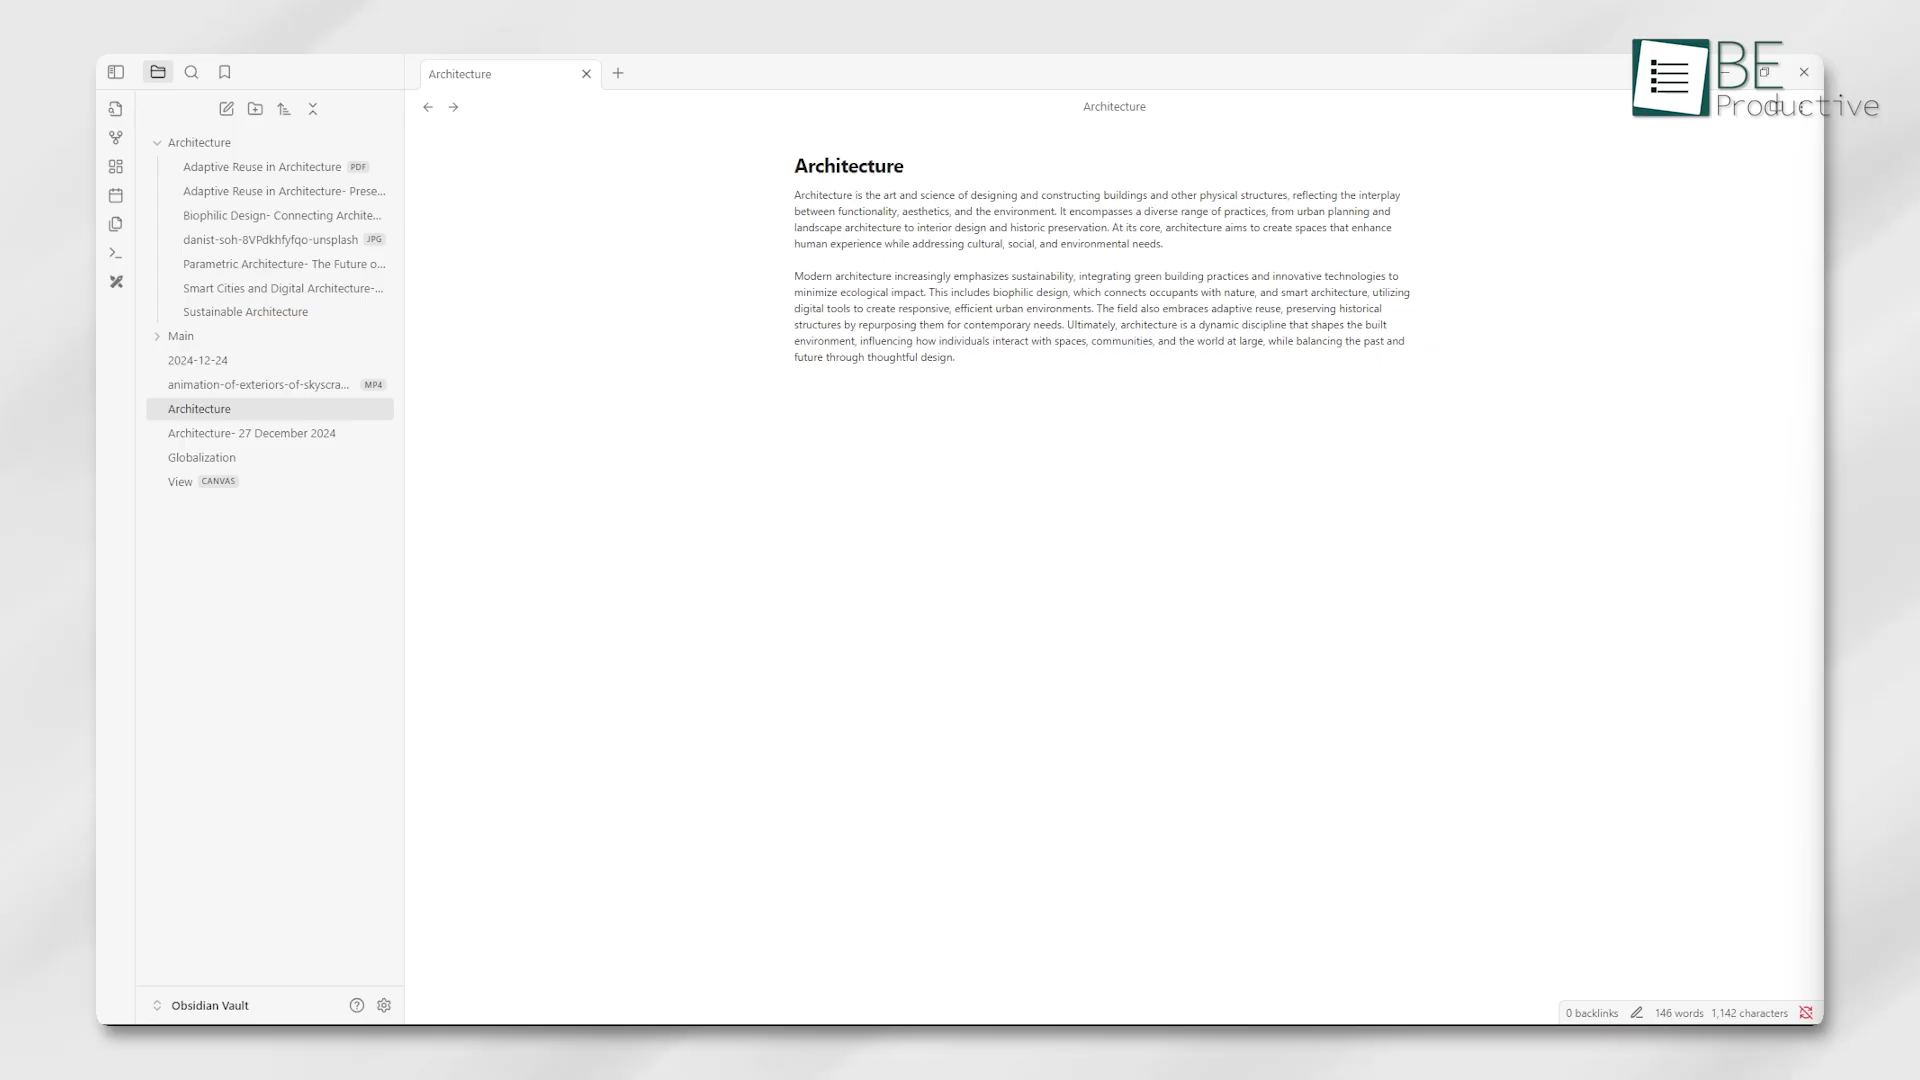 BE
Productive
Architecture
Architecture
Architecture
Adaptive Reuse in Architecture PDF
Adaptive Reuse in Architecture- Prese...
Biophilic Design- Connecting Archite...
danist-soh-8VPdkhfyfqo-unsplash JPG
Parametric Architecture- The Future o...
Smart Cities and Digital Architecture-...
Sustainable Architecture
Main
2024-12-24
animation-of-exteriors-of-skyscra... MP4
Architecture
Architecture- 27 December 2024
Globalization
View CANVAS
Obsidian Vault
Architecture
Architecture is the art and science of designing and constructing buildings and other physical structures, reflecting the interplay
between functionality, aesthetics, and the environment. It encompasses a diverse range of practices, from urban planning and
landscape architecture to interior design and historic preservation. At its core, architecture aims to create spaces that enhance
human experience while addressing cultural, social, and environmental needs.
Modern architecture increasingly emphasizes sustainability, integrating green building practices and innovative technologies to
minimize ecological impact. This includes biophilic design, which connects occupants with nature, and smart architecture, utilizing
digital tools to create responsive, efficient urban environments. The field also embraces adaptive reuse, preserving historical
structures by repurposing them for contemporary needs. Ultimately, architecture is a dynamic discipline that shapes the built
environment, influencing how individuals interact with spaces, communities, and the world at large, while balancing the past and
future through thoughtful design.
0 backlinks 146 words 1,142 characters